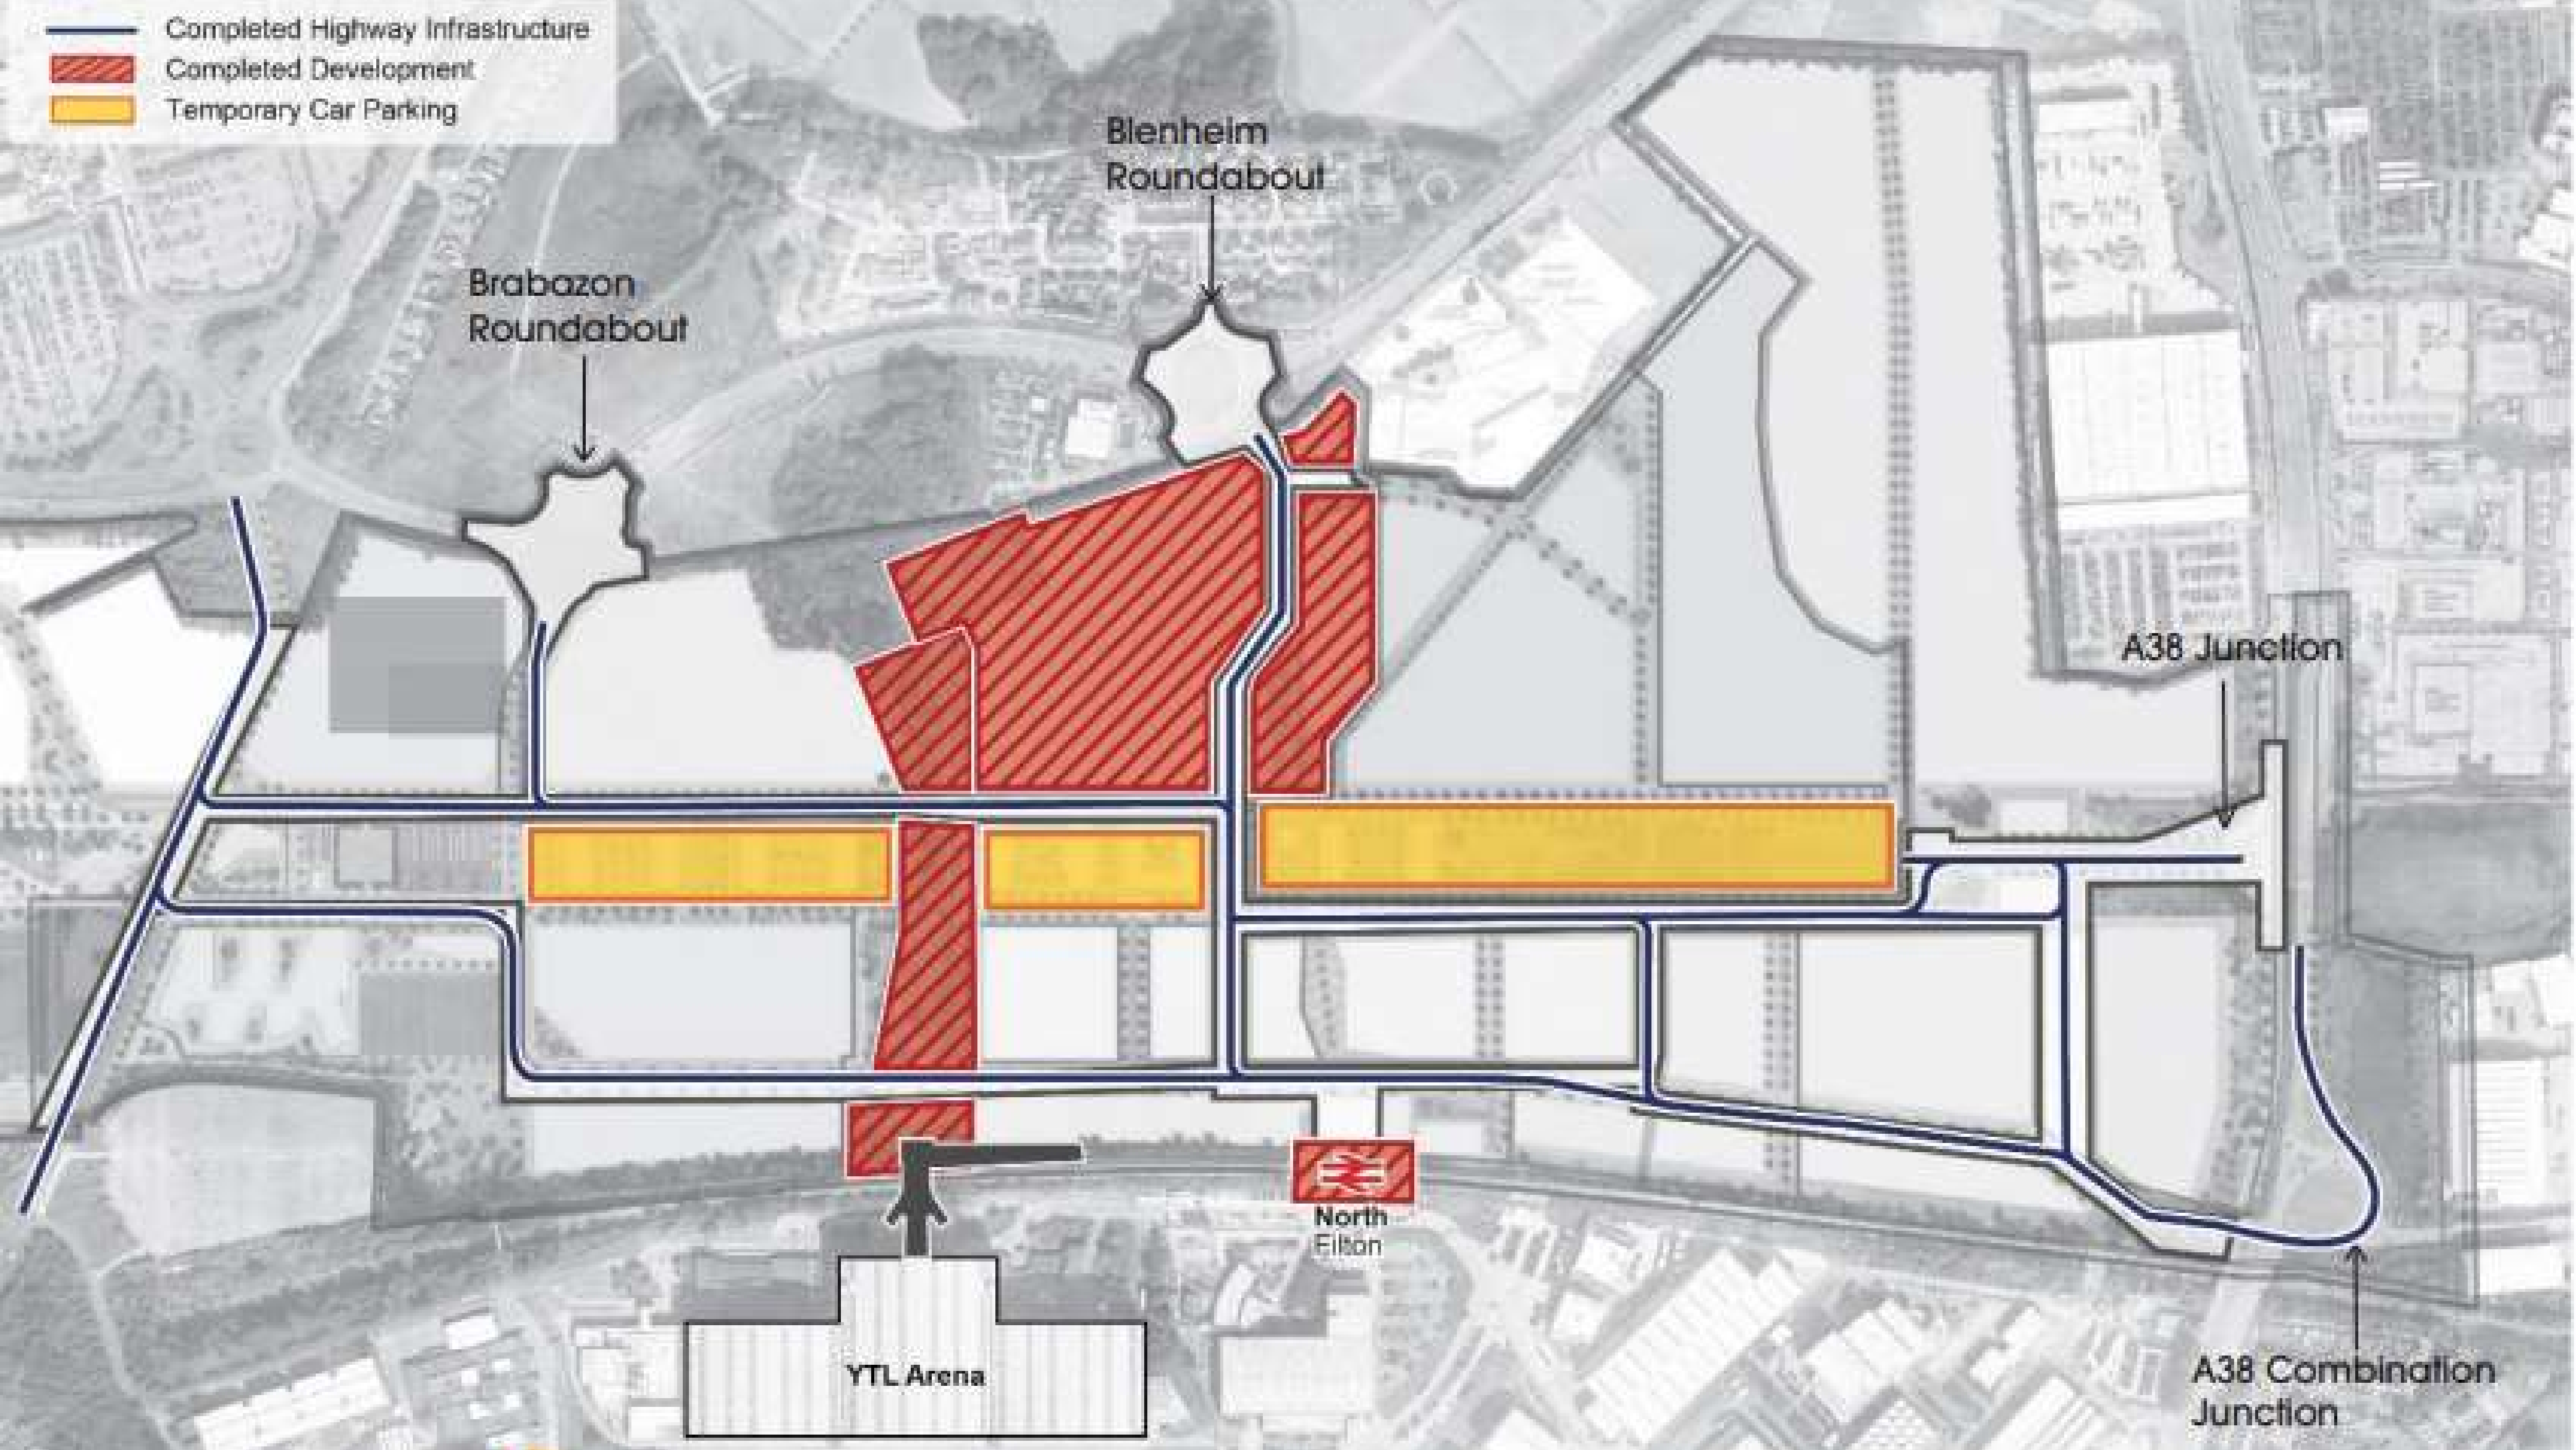 Completed Highway Infrastructure
Completed Development
Temporary Car Parking
Blenheim
Roundabout
Brabazon
Roundabout
A38 Junction
North
Filton
YTL Arena
A38 Combination
Junction